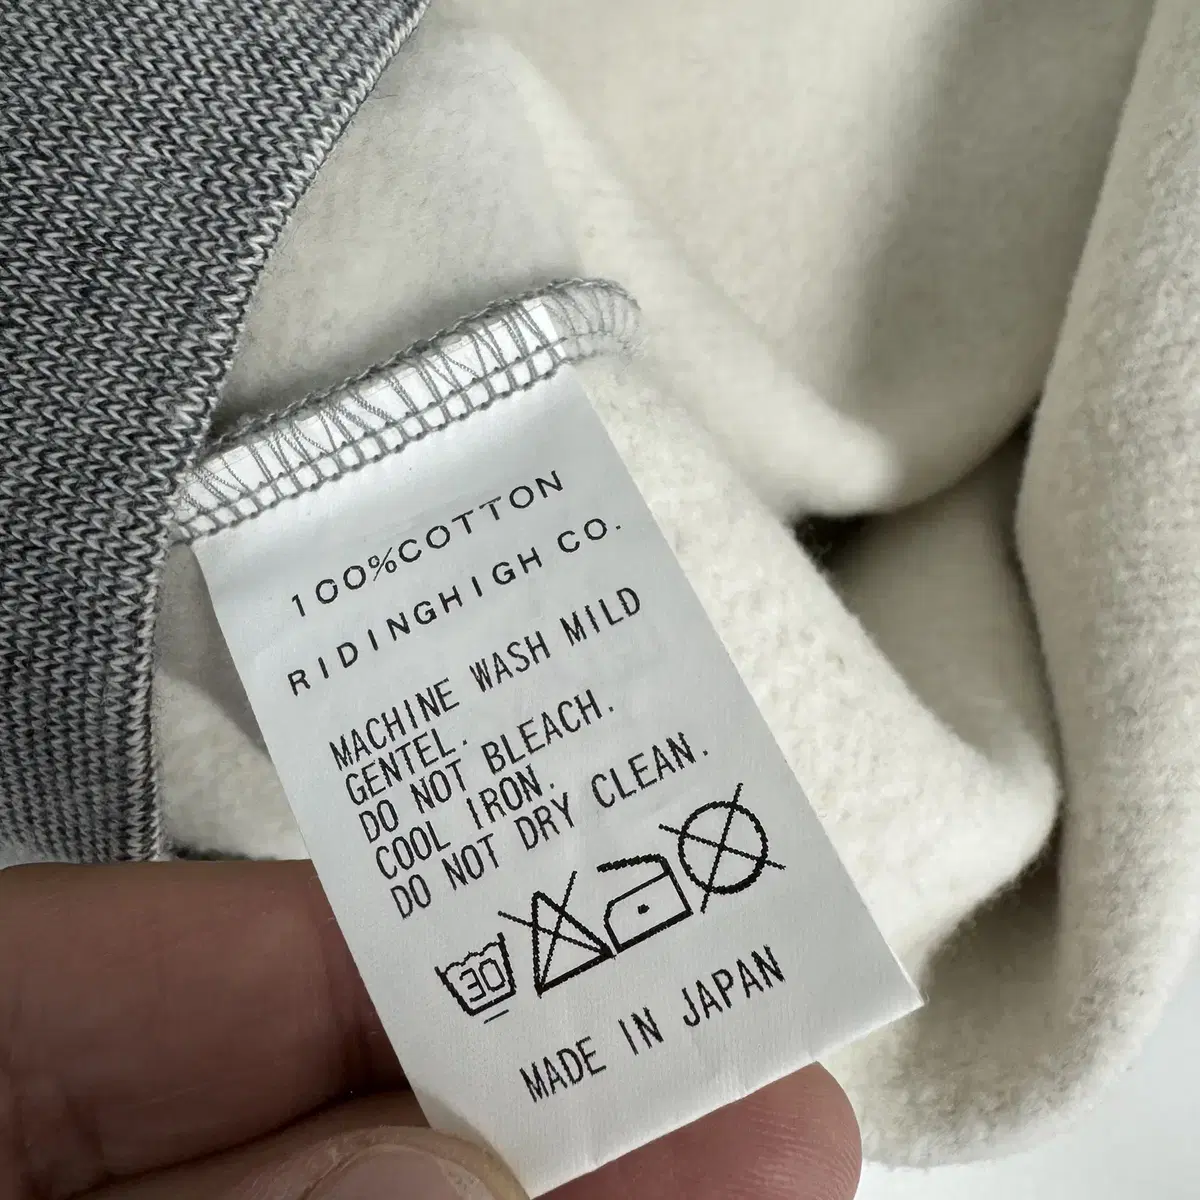 100%COTTON
RIDINGHIGH CO.
MACHINE WASH MILD
GENTEL.
DO NOT BLEACH.
COOL IRON.
DO NOT DRY CLEAN.
30
MADE IN JAPAN